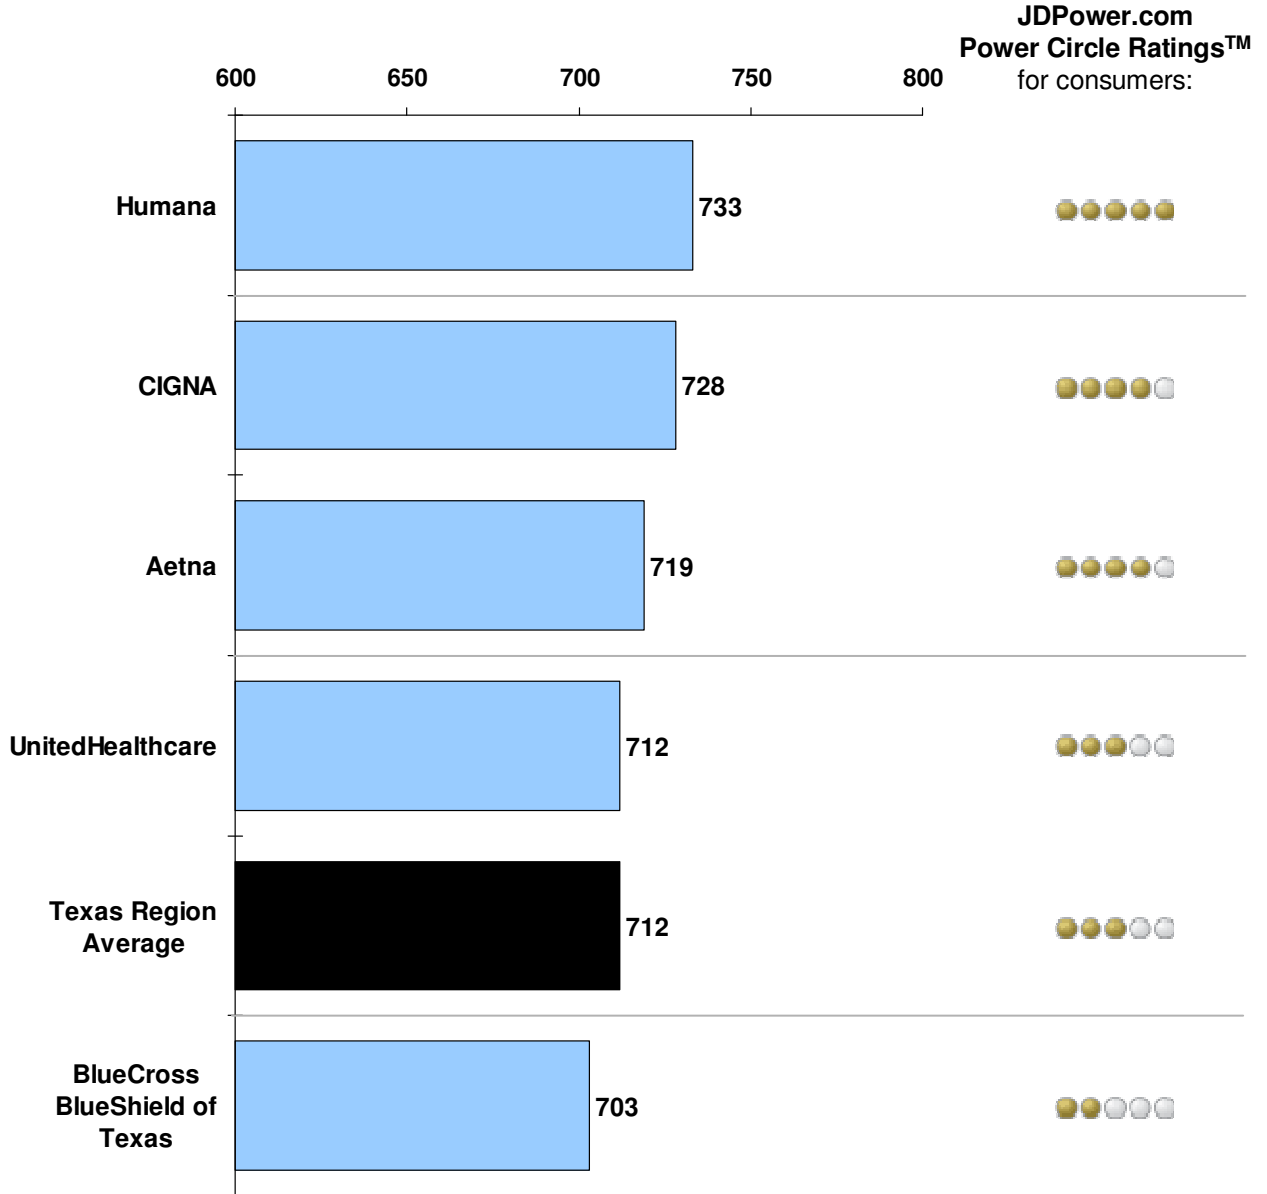 JDPower.com
Power Circle Ratings™
for consumers:
600 650 700 750 800
Humana 733
CIGNA 728
Aetna 719
UnitedHealthcare 712
Texas Region
Average 712
BlueCross
BlueShield of
Texas 703